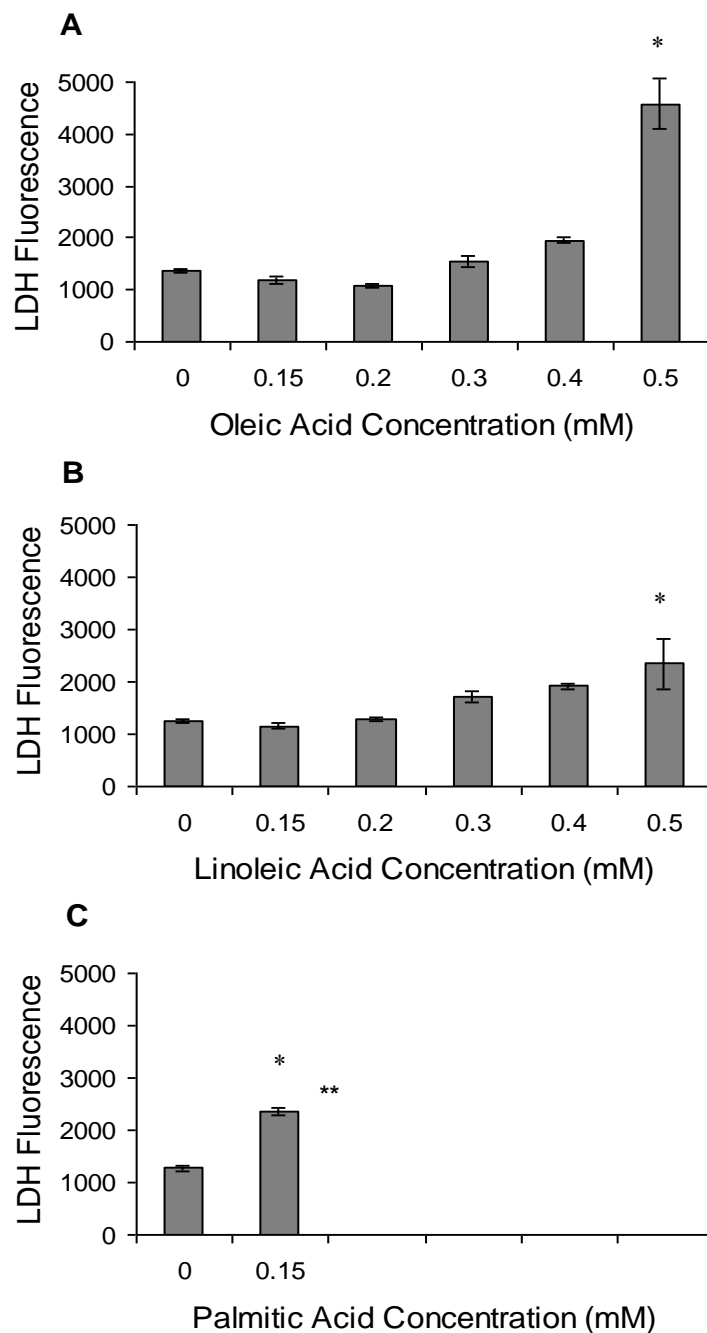 A
*
5000
4000
3000
2000
1000
0
LDH Fluorescence
0 0.15 0.2 0.3 0.4 0.5
Oleic Acid Concentration (mM)
B
5000
4000
3000
2000
1000
0
*
LDH Fluorescence
0 0.15 0.2 0.3 0.4 0.5
Linoleic Acid Concentration (mM)
C
5000
4000
3000
2000
1000
0
*
**
LDH Fluorescence
0 0.15
Palmitic Acid Concentration (mM)